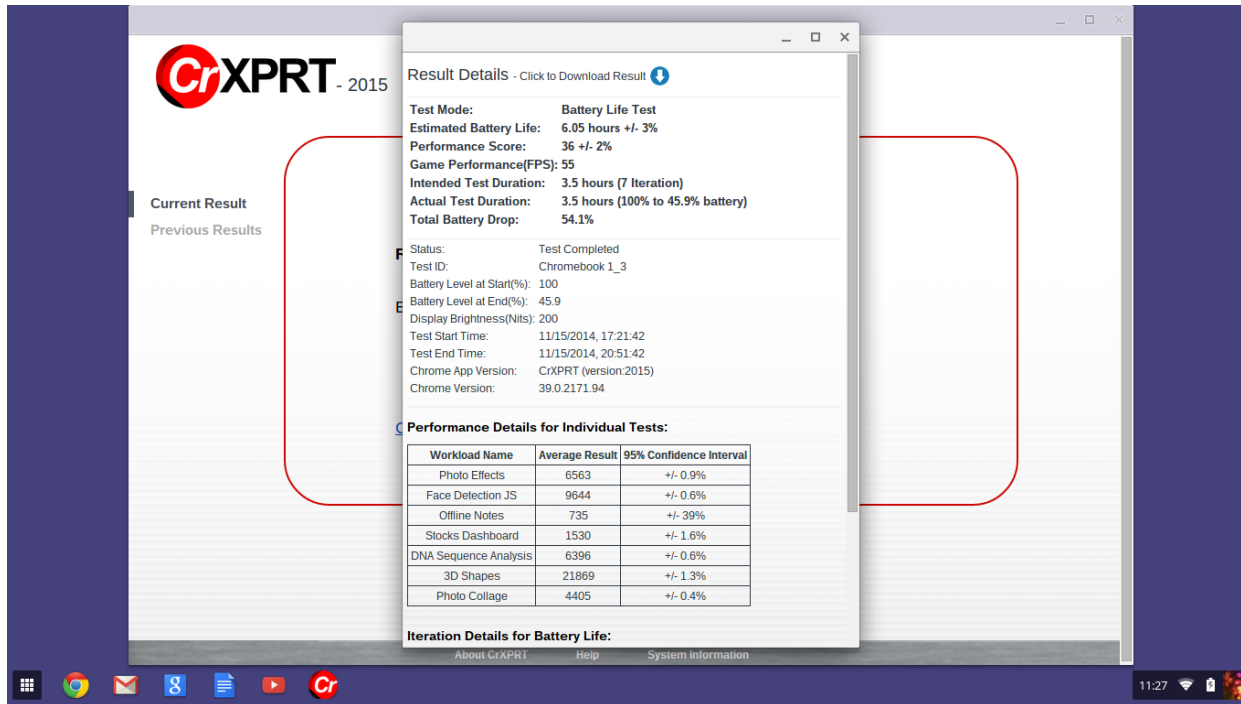 CrXPRT - 2015
Current Result
Previous Results
Result Details - Click to Download Result
Test Mode: Battery Life Test
Estimated Battery Life: 6.05 hours +/- 3%
Performance Score: 36 +/- 2%
Game Performance(FPS): 55
Intended Test Duration: 3.5 hours (7 Iteration)
Actual Test Duration: 3.5 hours (100% to 45.9% battery)
Total Battery Drop: 54.1%
Status: Test Completed
Test ID: Chromebook 1_3
Battery Level at Start(%): 100
Battery Level at End(%): 45.9
Display Brightness(Nits): 200
Test Start Time: 11/15/2014, 17:21:42
Test End Time: 11/15/2014, 20:51:42
Chrome App Version: CrXPRT (version:2015)
Chrome Version: 39.0.2171.94
Performance Details for Individual Tests:
Workload Name Average Result 95% Confidence Interval
Photo Effects 6563 +/- 0.9%
Face Detection JS 9644 +/- 0.6%
Offline Notes 735 +/- 39%
Stocks Dashboard 1530 +/- 1.6%
DNA Sequence Analysis 6396 +/- 0.6%
3D Shapes 21869 +/- 1.3%
Photo Collage 4405 +/- 0.4%
Iteration Details for Battery Life:
About CrXPRT Help System Information
8 Cr 11:27